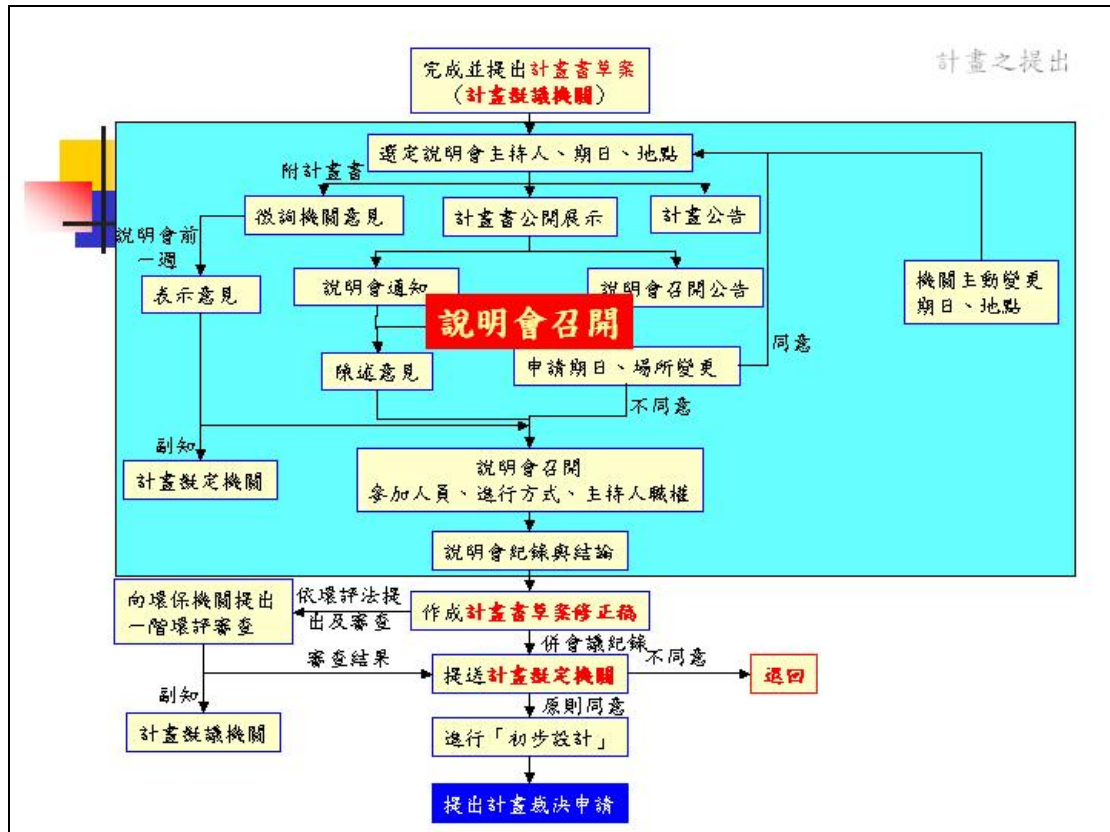 計畫之提出
完成並提出計畫書草案
(計畫擬議機關)
選定說明會主持人、期日、地點
附計畫書
徵詢機關意見
計畫書公開展示
計畫公告
說明會前
一週
表示意見
說明會通知
說明會召開公告
機關主動變更
期日、地點
說明會召開
陳述意見
申請期日、場所變更
同意
不同意
副知
計畫擬定機關
說明會召開
參加人員、進行方式、主持人職權
說明會紀錄與結論
向環保機關提出
一階環評審查
依環評法提
出及審查
作成計畫書草案修正稿
併會議紀錄
審查結果
提送計畫擬定機關
不同意
退回
副知
計畫擬議機關
原則同意
進行「初步設計」
提出計畫裁決申請